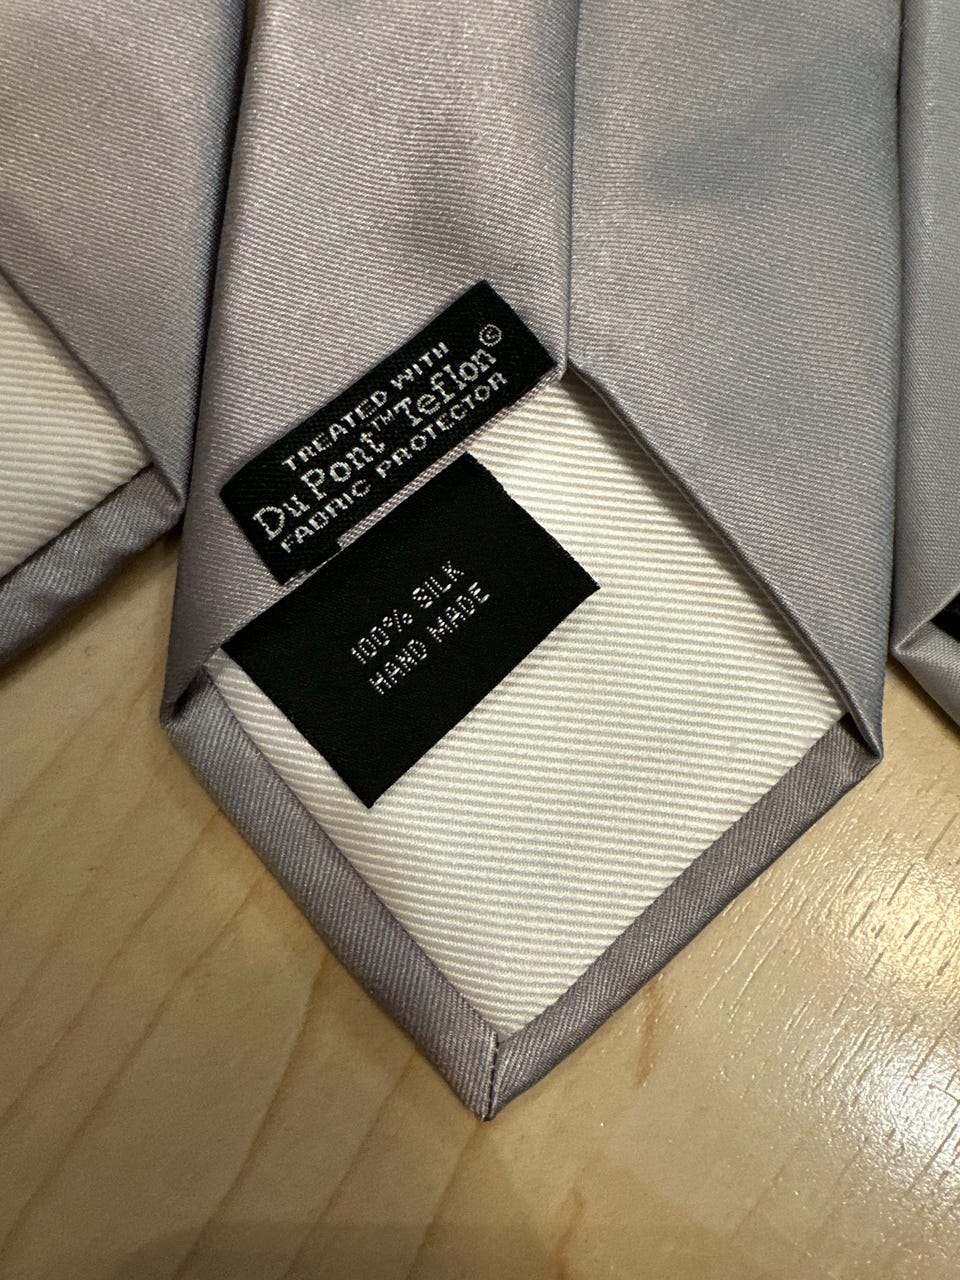 TREATED WITH
Du Pont™ Teflon®
FABRIC PROTECTOR
100% SILK
HAND MADE